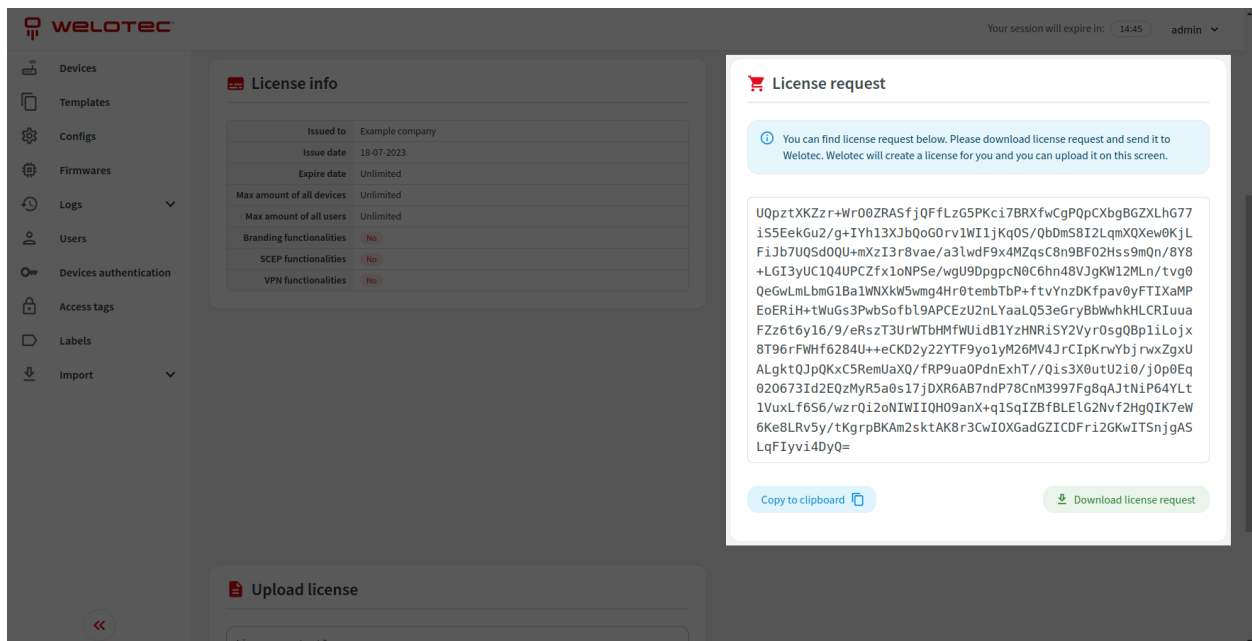 welotec
Your session will expire in: 14:45 admin
Devices
Templates
Configs
Firmwares
Logs
Users
Devices authentication
Access tags
Labels
Import
License info
Issued to Example company
Issue date 18-07-2023
Expire date Unlimited
Max amount of all devices Unlimited
Max amount of all users Unlimited
Branding functionalities No
SCEP functionalities No
VPN functionalities No
License request
You can find license request below. Please download license request and send it to
Welotec. Welotec will create a license for you and you can upload it on this screen.
UQpztXKZzr+WrO0ZRASfjQFfLzG5PKci7BRXfwCgPQpCXbgBGZXLhG77
iS5EekGu2/g+IYh13XJbQoGOrv1WI1jKqOS/QbDmS8I2LqmXQXew0KjL
FiJb7UQSdOQU+mXzI3r8vae/a3lwdF9x4MZqsC8n9BFO2Hss9mQn/8Y8
+LGI3yUC1Q4UPCZfx1oNPSe/wgU9DpgpcN0C6hn48VJgKW12MLn/tvg0
QeGwLmLbmG1Ba1WNXkW5wmg4Hr0tembTbP+ftvYnzDKfpav0yFTIXaMP
EoERiH+tWuGs3PwbSofbl9APCEzU2nLYaaLQ53eGryBbWwhkHLCRIuua
FZz6t6y16/9/eRszT3UrWTbHMfWUidB1YzHNRiSY2VyrOsgQBp1iLojx
8T96rFWHf6284U++eCKD2y22YTF9yo1yM26MV4JrCIpKrwYbjrwxZgxU
ALgktQJpQKxC5RemUaXQ/fRP9uaOPdnExhT//Qis3X0utU2i0/jOp0Eq
02O673Id2EQzMyR5a0s17jDXR6AB7ndP78CnM3997Fg8qAJtNiP64YLt
1VuxLf6S6/wzrQi2oNIWIIQHO9anX+q1SqIZBfBLElG2Nvf2HgQIK7eW
6Ke8LRv5y/tKgrpBKAm2sktAK8r3CwIOXGadGZICDFri2GKwITSnjgAS
LqFIyvi4DyQ=
Copy to clipboard
Download license request
Upload license